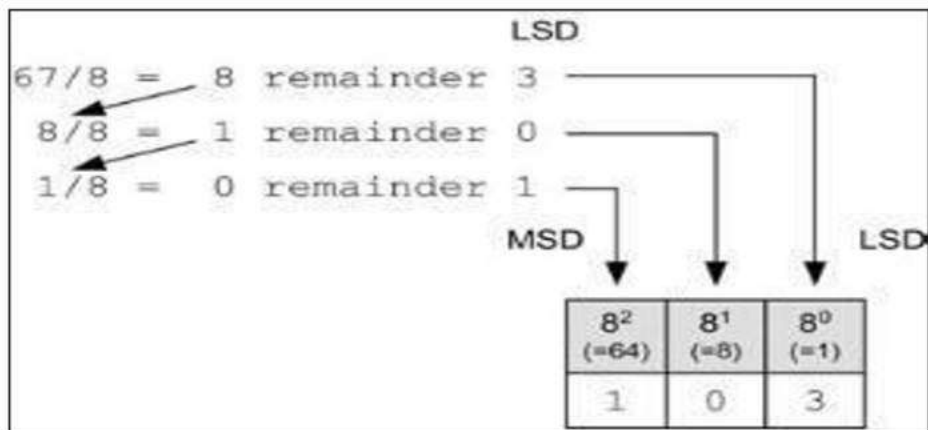 LSD
67/8 = 8 remainder 3
8/8 = 1 remainder 0
1/8 = 0 remainder 1
MSD LSD
8² 8¹ 8⁰
(=64) (=8) (=1)
1 0 3